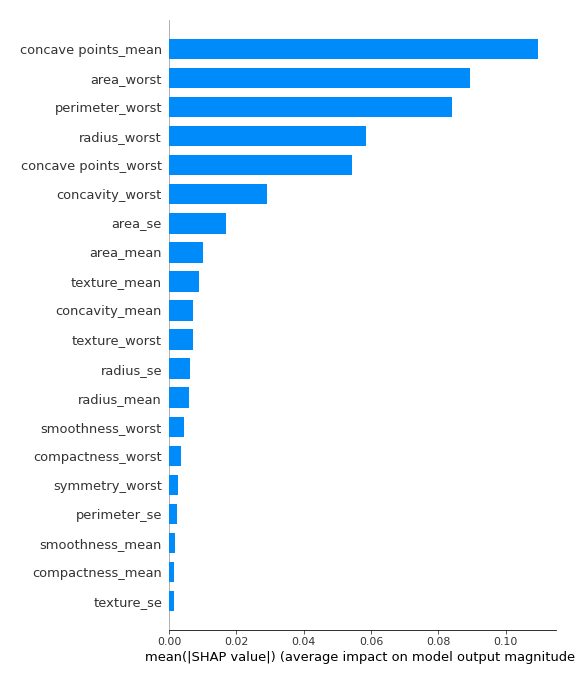 concave points_mean
area_worst
perimeter_worst
radius_worst
concave points_worst
concavity_worst
area_se
area_mean
texture_mean
concavity_mean
texture_worst
radius_se
radius_mean
smoothness_worst
compactness_worst
symmetry_worst
perimeter_se
smoothness_mean
compactness_mean
texture_se
0.00 0.02 0.04 0.06 0.08 0.10
mean(|SHAP value|) (average impact on model output magnitude